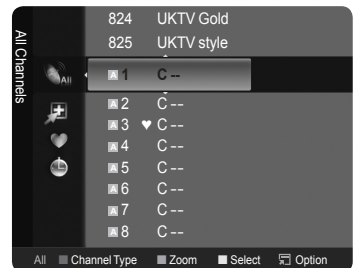 All Channels
824 UKTV Gold
825 UKTV style
All
A 1 C --
A 2 C --
A 3 ♥ C --
A 4 C --
A 5 C --
A 6 C --
A 7 C --
A 8 C --
All Channel Type Zoom Select Option